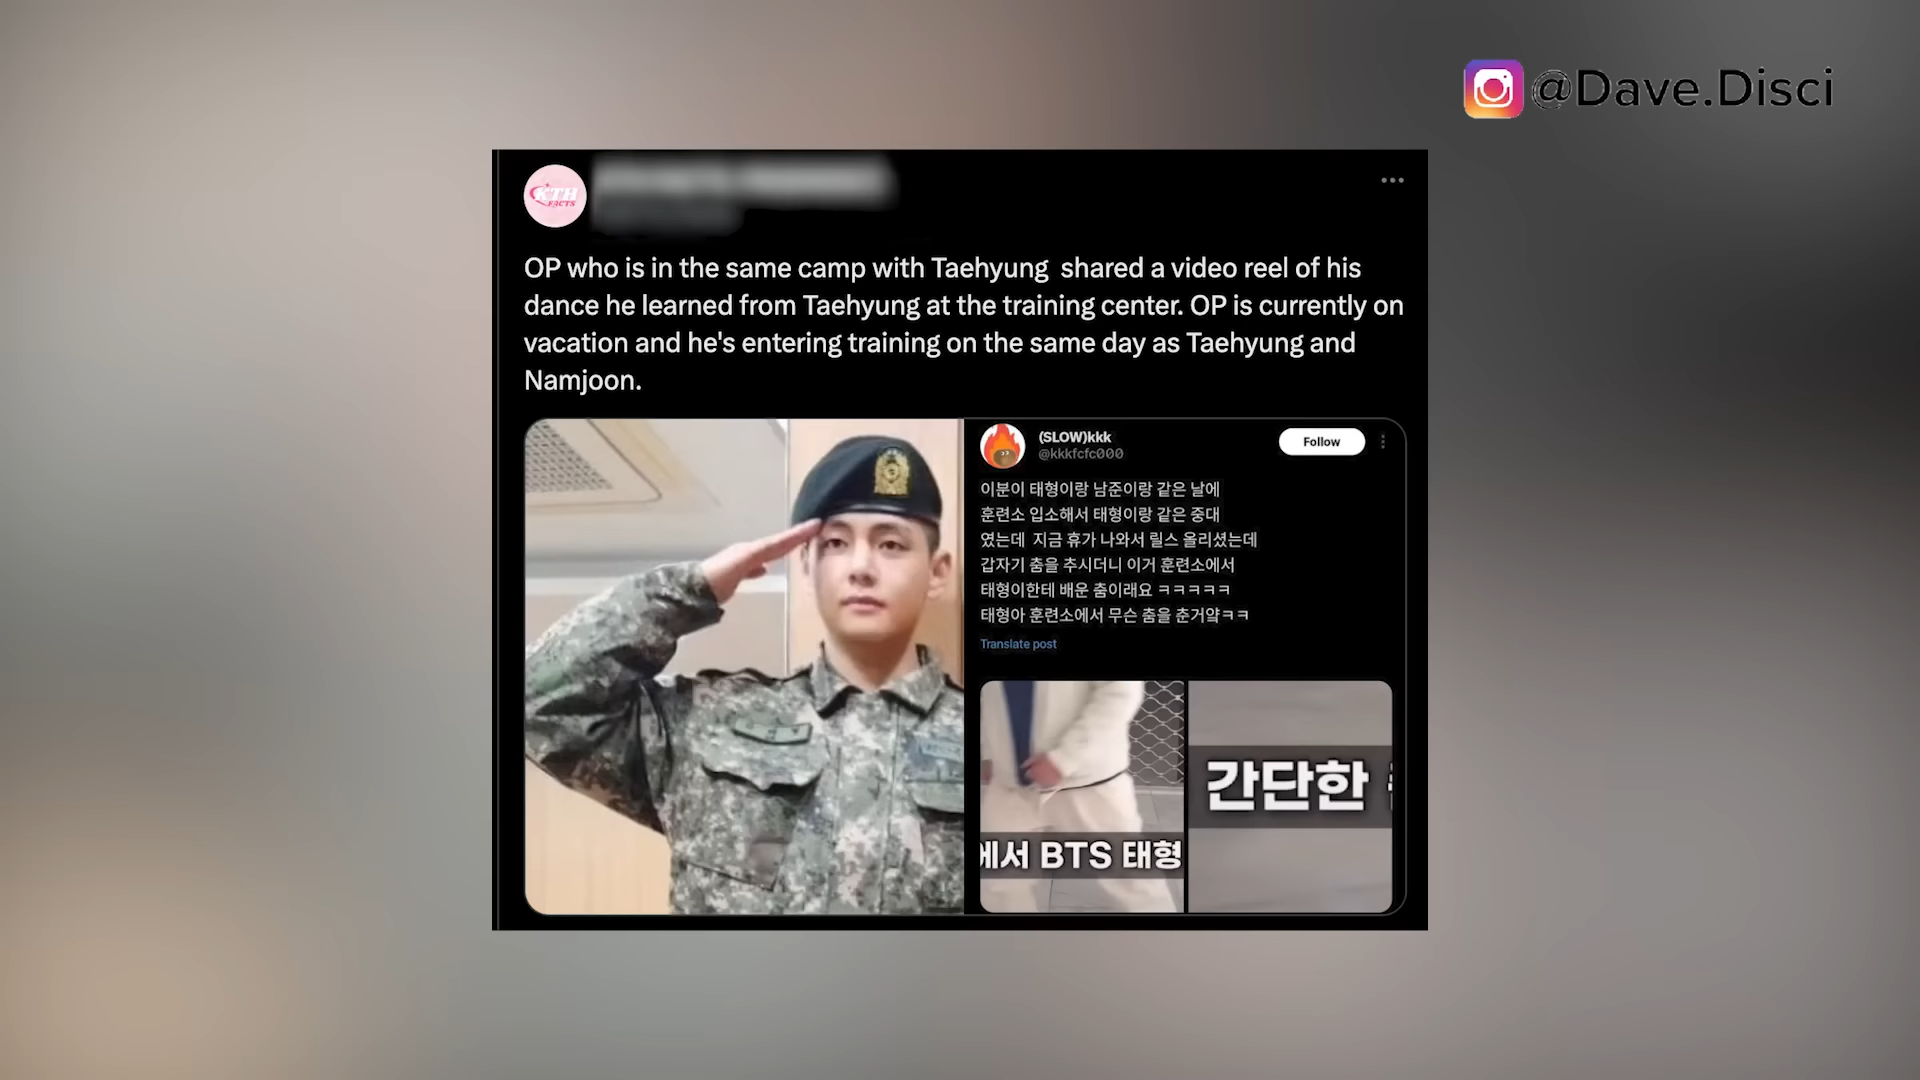 @Dave.Disci
KTH
FACTS
OP who is in the same camp with Taehyung shared a video reel of his
dance he learned from Taehyung at the training center. OP is currently on
vacation and he's entering training on the same day as Taehyung and
Namjoon.
(SLOW)kkk
@kkkfcfc000
Follow
이분이 태형이랑 남준이랑 같은 날에
훈련소 입소해서 태형이랑 같은 중대
였는데 지금 휴가 나와서 릴스 올리셨는데
갑자기 춤을 추시더니 이거 훈련소에서
태형이한테 배운 춤이래요 ㅋㅋㅋㅋㅋ
태형아 훈련소에서 무슨 춤을 춘거얔ㅋㅋ
Translate post
에서 BTS 태형
간단한